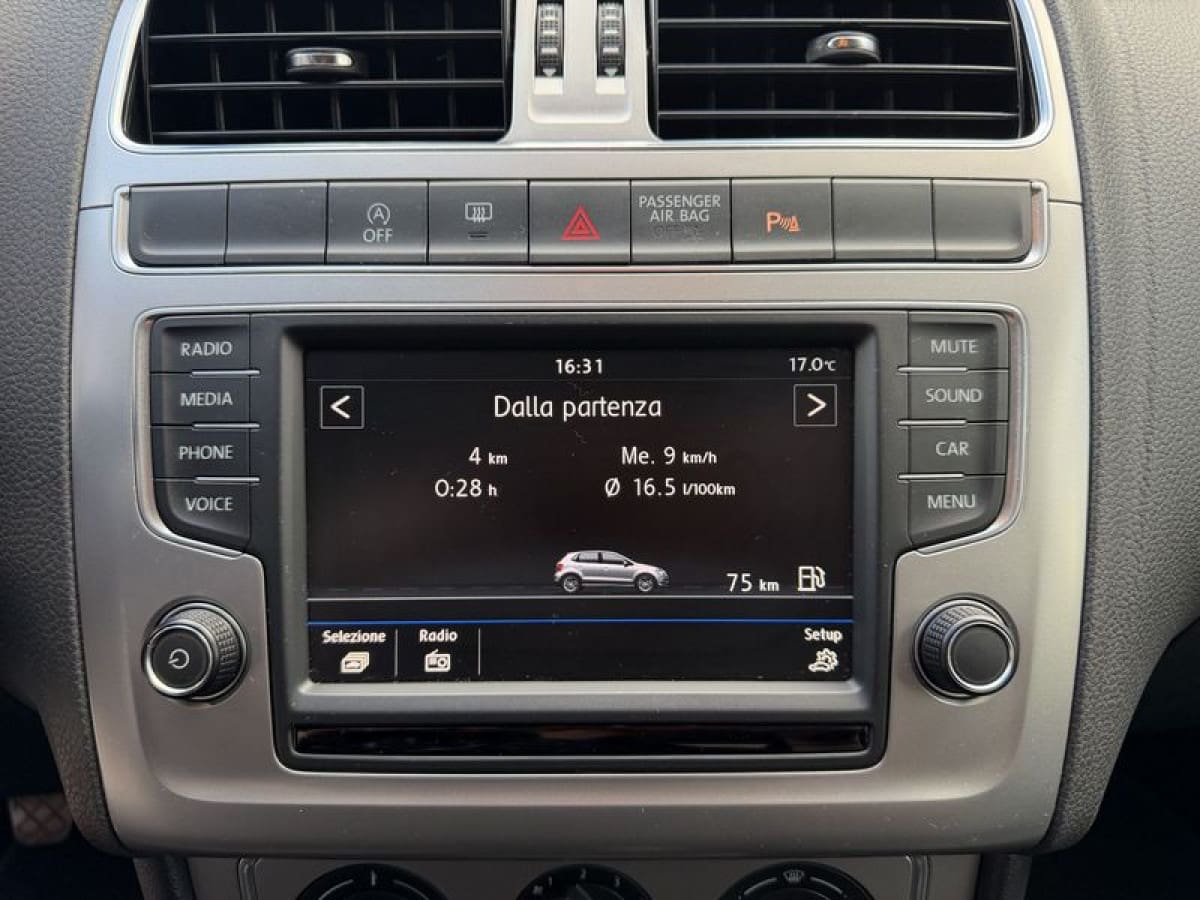 A
OFF
PASSENGER
AIR BAG
P
RADIO
MEDIA
PHONE
VOICE
16:31
17.0°C
<
Dalla partenza
>
4 km
Me. 9 km/h
0:28 h
Ø 16.5 l/100km
75 km
Selezione
Radio
Setup
MUTE
SOUND
CAR
MENU